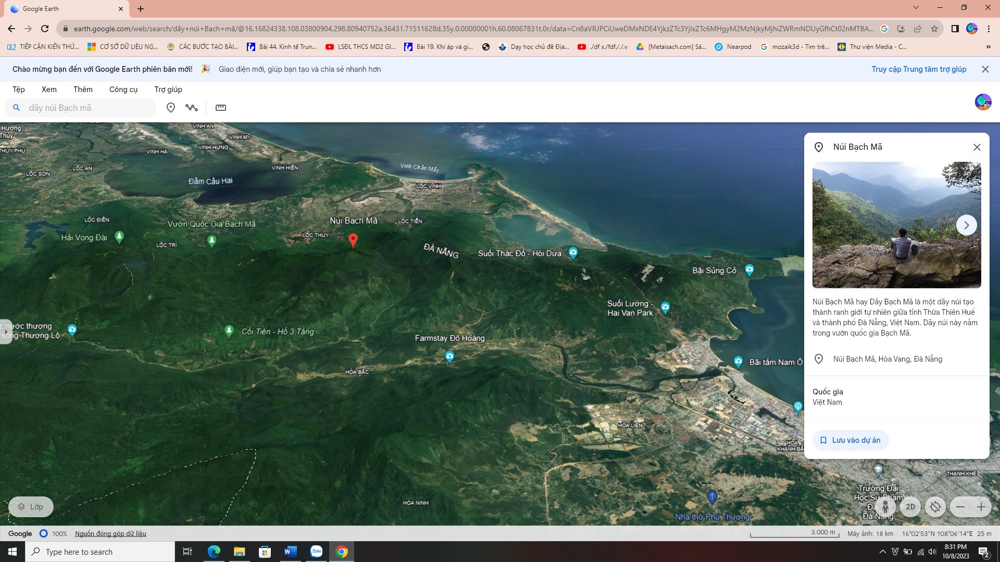 Google Earth
earth.google.com/web/search/dãy+núi+Bạch+mã/@16.16824338,108.03800904,298.80940752a,36431.71511628d,35y,0.00000001h,60.08067831t,0r/data=Cn8aVRJPCiUweDMxNDE4YjkzZTc3YjIxZTc6MHgyM2MzNjkyMjhiZWRmNDUyGfhCt02nMTBA...
TIẾP CẬN KIẾN THỨ...
CƠ SỞ DỮ LIỆU NG...
CÁC BƯỚC TẠO BÀI...
Bài 44. Kinh tế Trun...
LSĐL THCS MD2 GI...
Bài 19. Khí áp và gi...
Dạy học chủ đề Địa...
./df x./fdf././.v
[Metaisach.com] Sá...
Nearpod
mozaik3d - Tìm trê...
Thư viện Media - C...
Chào mừng bạn đến với Google Earth phiên bản mới!
Giao diện mới, giúp bạn tạo và chia sẻ nhanh hơn
Truy cập Trung tâm trợ giúp
Tệp
Xem
Thêm
Công cụ
Trợ giúp
dãy núi Bạch mã
Hương
Thủy
THỦY PHÙ
VINH AN
VINH MỸ
VINH HÀ
VINH HƯNG
LỘC SƠN
LỘC AN
VINH HIỀN
Vịnh Chân Mây
Đầm Cầu Hai
LỘC VĨNH
LỘC ĐIỀN
Vườn Quốc Gia Bạch Mã
Núi Bạch Mã
LỘC TIẾN
Hải Vọng Đài
LỘC TRÌ
LỘC THỦY
ĐÀ NẴNG
Suối Thác Đổ - Hói Dừa
Bãi Sủng Cỏ
Suối Lương -
Hai Van Park
c nước thượng
sông Thượng Lộ
Cổi Tiên - Hồ 3 Tầng
Farmstay Đô Hoàng
Bãi tắm Nam Ô
HÒA BẮC
HÒA LIÊN
HÒA
KHÁNH BẮ
HÒA NINH
Nhà thờ Phú Thượng
THANH KHÊ
Trường Đại
Học Sư Phạm
- Đại
Đà Nẵng
Núi Bạch Mã
Núi Bạch Mã hay Dãy Bạch Mã là một dãy núi tạo
thành ranh giới tự nhiên giữa tỉnh Thừa Thiên Huế
và thành phố Đà Nẵng, Việt Nam. Dãy núi này nằm
trong vườn quốc gia Bạch Mã.
Núi Bạch Mã, Hòa Vang, Đà Nẵng
Quốc gia
Việt Nam
Lưu vào dự án
Lớp
2D
Google
100%
Nguồn đóng góp dữ liệu
3.000 m
Máy ảnh: 18 km
16°02'53"N 108°06'14"E
25 m
Type here to search
Zalo
8:31 PM
10/8/2023
2